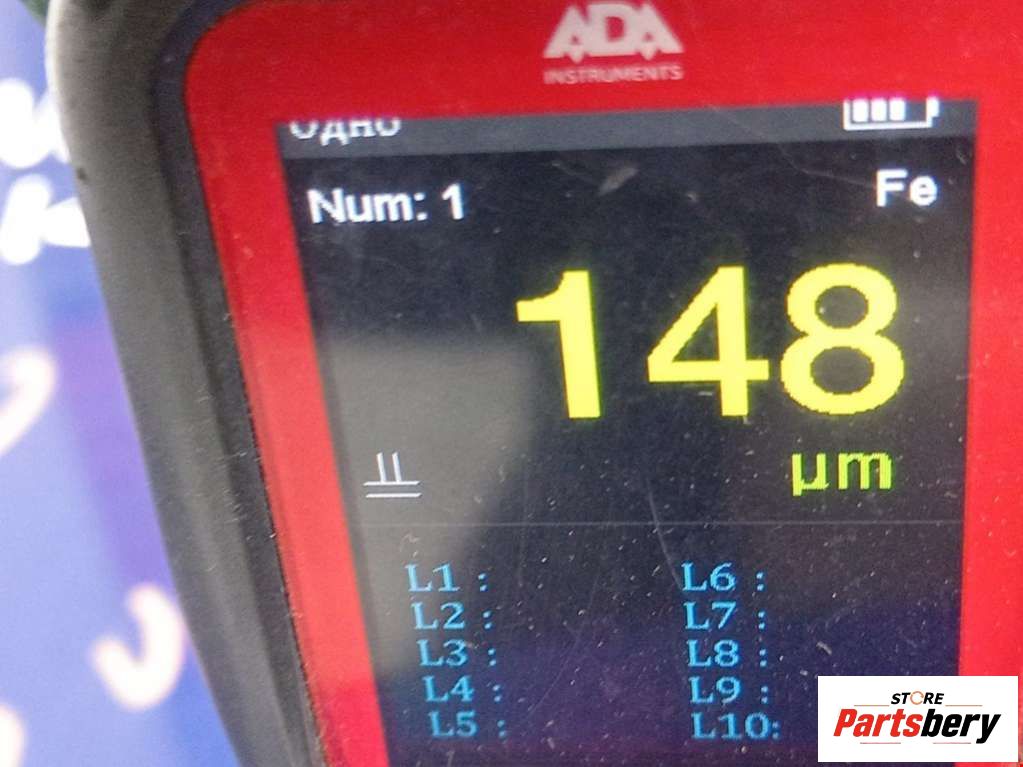 ADA
INSTRUMENTS
Одно
Num: 1
Fe
148
µm
L1 :
L6 :
L2 :
L7 :
L3 :
L8 :
L4 :
L9 :
L5 :
L10:
STORE
Partsbery